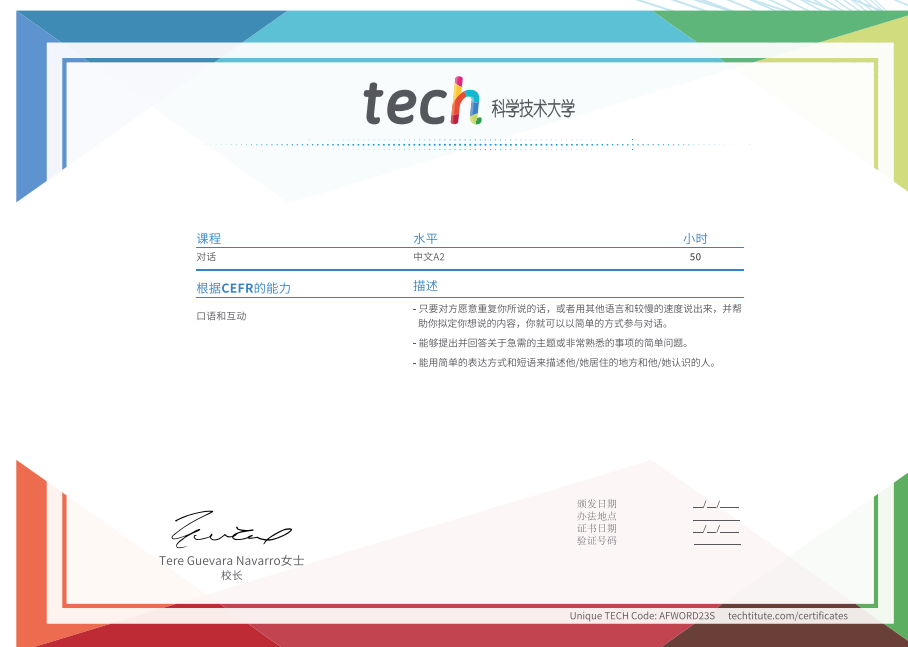 tech 科学技术大学
课程 水平 小时
对话 中文A2 50
根据CEFR的能力 描述
口语和互动
- 只要对方愿意重复你所说的话，或者用其他语言和较慢的速度说出来，并帮
助你拟定你想说的内容，你就可以以简单的方式参与对话。
- 能够提出并回答关于急需的主题或非常熟悉的事项的简单问题。
- 能用简单的表达方式和短语来描述他/她居住的地方和他/她认识的人。
颁发日期 __/__/___
办法地点 _______
证书日期 __/__/___
验证号码 _______
Tere Guevara Navarro女士
校长
Unique TECH Code: AFWORD23S techtitute.com/certificates